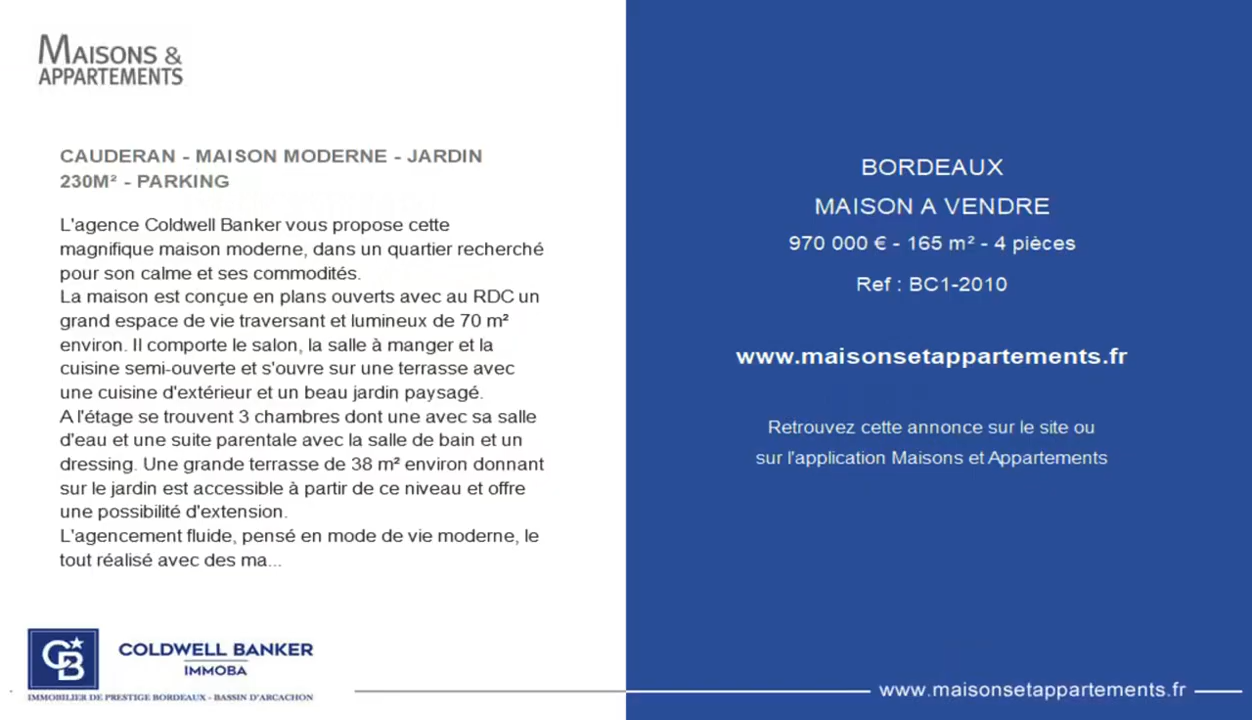 MAISONS &
APPARTEMENTS
CAUDERAN - MAISON MODERNE - JARDIN
230M² - PARKING
L'agence Coldwell Banker vous propose cette
magnifique maison moderne, dans un quartier recherché
pour son calme et ses commodités.
La maison est conçue en plans ouverts avec au RDC un
grand espace de vie traversant et lumineux de 70 m²
environ. Il comporte le salon, la salle à manger et la
cuisine semi-ouverte et s'ouvre sur une terrasse avec
une cuisine d'extérieur et un beau jardin paysagé.
A l'étage se trouvent 3 chambres dont une avec sa salle
d'eau et une suite parentale avec la salle de bain et un
dressing. Une grande terrasse de 38 m² environ donnant
sur le jardin est accessible à partir de ce niveau et offre
une possibilité d'extension.
L'agencement fluide, pensé en mode de vie moderne, le
tout réalisé avec des ma...
CB
COLDWELL BANKER
IMMOBA
IMMOBILIER DE PRESTIGE BORDEAUX - BASSIN D'ARCACHON
BORDEAUX
MAISON A VENDRE
970 000 € - 165 m² - 4 pièces
Ref : BC1-2010
www.maisonsetappartements.fr
Retrouvez cette annonce sur le site ou
sur l'application Maisons et Appartements
www.maisonsetappartements.fr